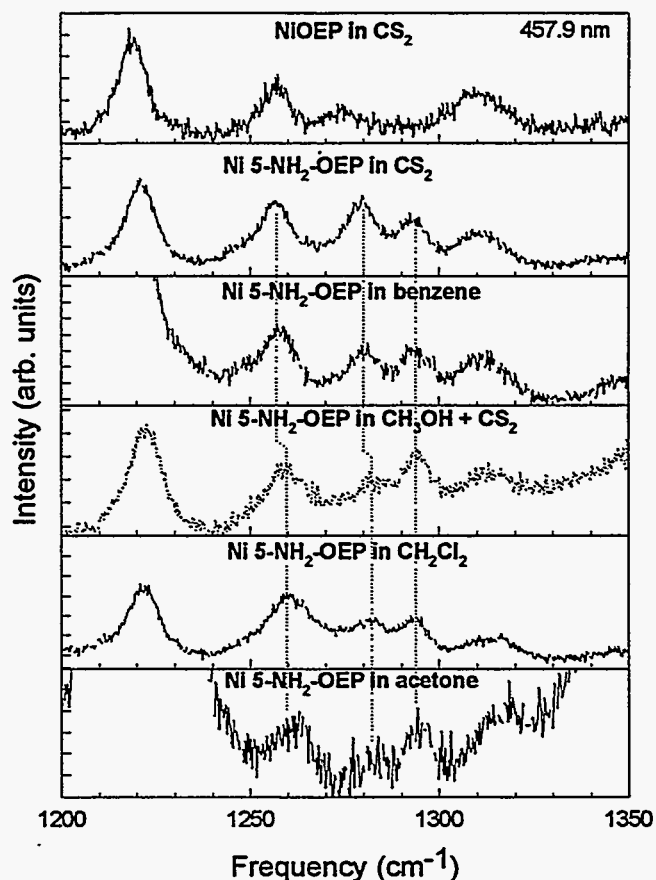 NiOEP in CS₂ 457.9 nm
Ni 5-NH₂-OEP in CS₂
Ni 5-NH₂-OEP in benzene
Ni 5-NH₂-OEP in CH₃OH + CS₂
Ni 5-NH₂-OEP in CH₂Cl₂
Ni 5-NH₂-OEP in acetone
Intensity (arb. units)
1200 1250 1300 1350
Frequency (cm⁻¹)